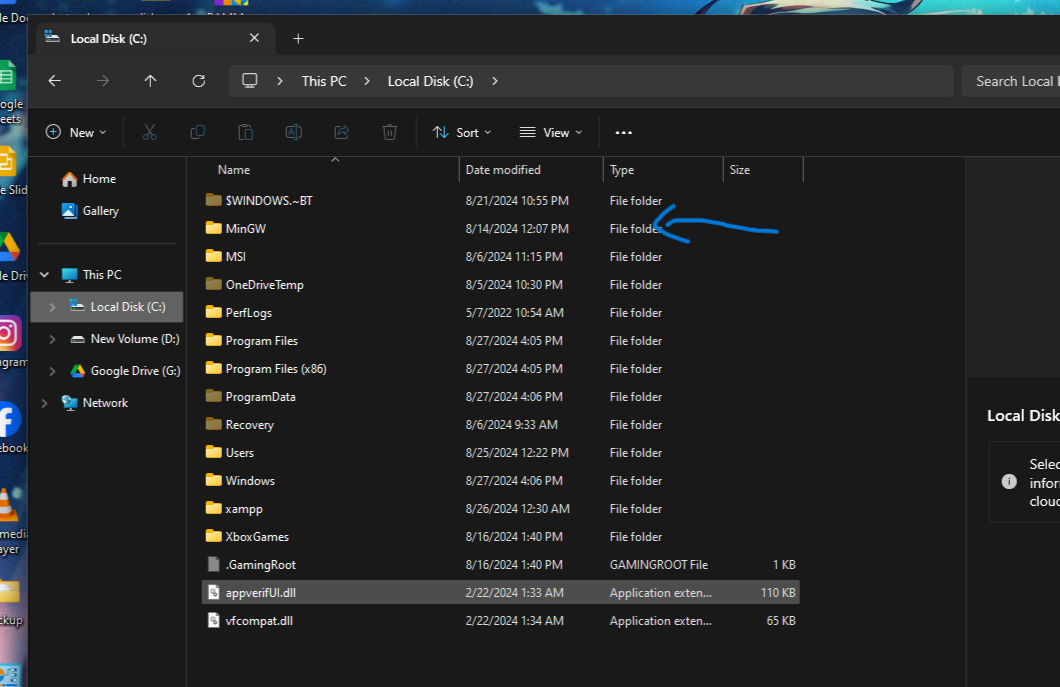 Local Disk (C:)
This PC Local Disk (C:) Search Local
New Sort View
Name Date modified Type Size
Home
Gallery
This PC
Local Disk (C:)
New Volume (D:)
Google Drive (G:)
Network
$WINDOWS.~BT 8/21/2024 10:55 PM File folder
MinGW 8/14/2024 12:07 PM File folder
MSI 8/6/2024 11:15 PM File folder
OneDriveTemp 8/5/2024 10:30 PM File folder
PerfLogs 5/7/2022 10:54 AM File folder
Program Files 8/27/2024 4:05 PM File folder
Program Files (x86) 8/27/2024 4:05 PM File folder
ProgramData 8/27/2024 4:06 PM File folder
Recovery 8/6/2024 9:33 AM File folder
Users 8/25/2024 12:22 PM File folder
Windows 8/27/2024 4:06 PM File folder
xampp 8/26/2024 12:30 AM File folder
XboxGames 8/16/2024 1:40 PM File folder
.GamingRoot 8/16/2024 1:40 PM GAMINGROOT File 1 KB
appverifUI.dll 2/22/2024 1:33 AM Application exten... 110 KB
vfcompat.dll 2/22/2024 1:34 AM Application exten... 65 KB
Local Disk
Selec
infor
cloud
le Do
ogle
eets
e Slid
le Driv
gram
ebook
media
ayer
ckup